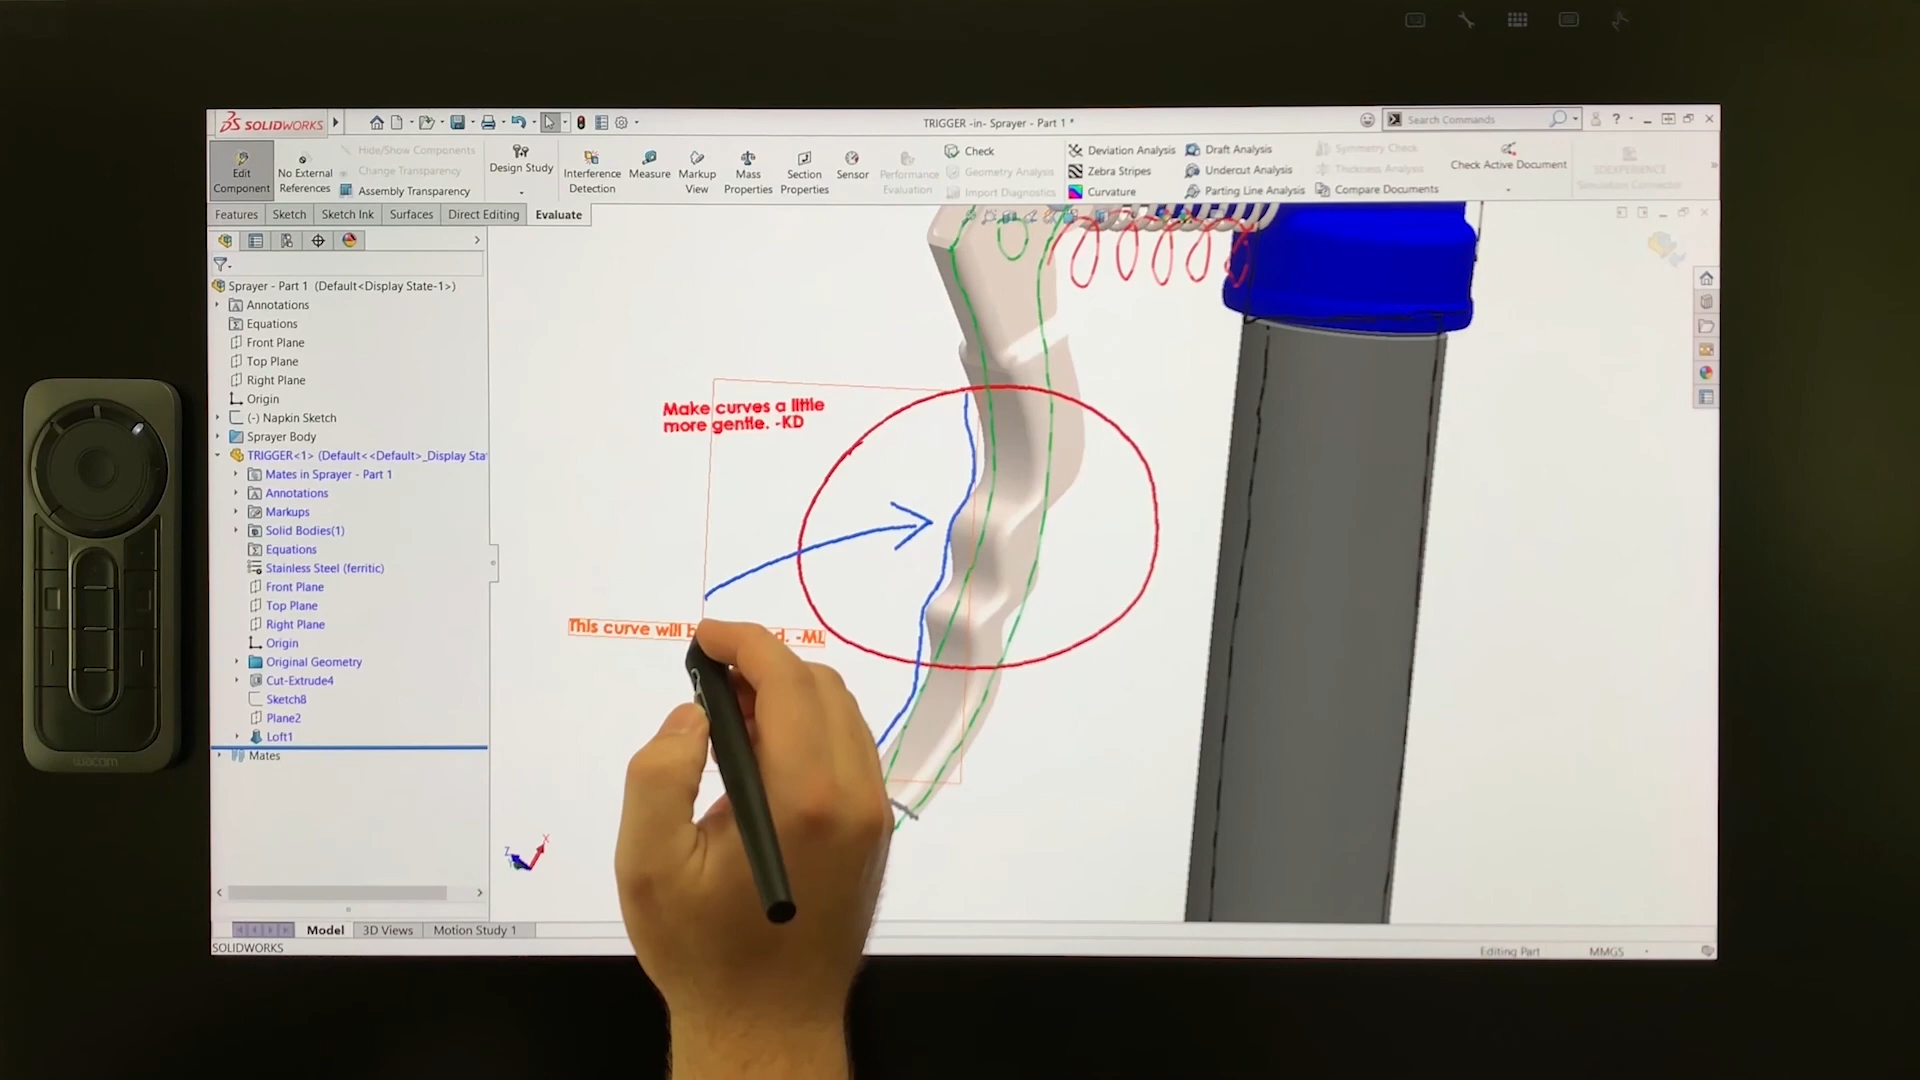 SOLIDWORKS
TRIGGER -in- Sprayer - Part 1 *
Search Commands
?
Edit Component
No External References
Hide/Show Components
Change Transparency
Assembly Transparency
Design Study
Interference Detection
Measure
Markup View
Mass Properties
Section Properties
Sensor
Performance Evaluation
Check
Geometry Analysis
Import Diagnostics
Deviation Analysis
Zebra Stripes
Curvature
Draft Analysis
Undercut Analysis
Parting Line Analysis
Symmetry Check
Thickness Analysis
Compare Documents
Check Active Document
3DEXPERIENCE
Simulation Connector
Features
Sketch
Sketch Ink
Surfaces
Direct Editing
Evaluate
Sprayer - Part 1 (Default<Display State-1>)
Annotations
Equations
Front Plane
Top Plane
Right Plane
Origin
(-) Napkin Sketch
Sprayer Body
TRIGGER<1> (Default<<Default>_Display Sta
Mates in Sprayer - Part 1
Annotations
Markups
Solid Bodies(1)
Equations
Stainless Steel (ferritic)
Front Plane
Top Plane
Right Plane
Origin
Original Geometry
Cut-Extrude4
Sketch8
Plane2
Loft1
Mates
Make curves a little
more gentle. -KD
This curve will b d. -ML
Z
X
Model
3D Views
Motion Study 1
SOLIDWORKS
Editing Part
MMGS
wacom